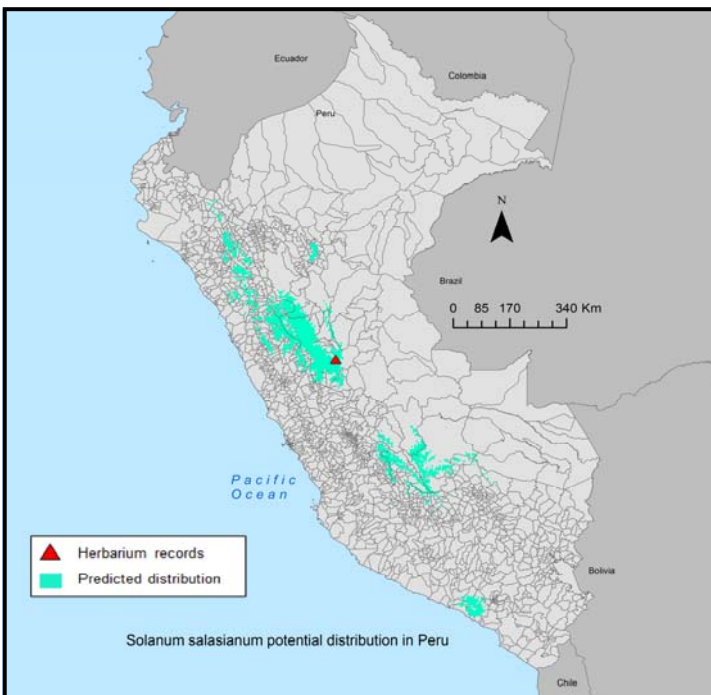 Ecuador
Colombia
Peru
N
Brazil
0 85 170 340 Km
Pacific
Ocean
Herbarium records
Predicted distribution
Bolivia
Solanum salasianum potential distribution in Peru
Chile